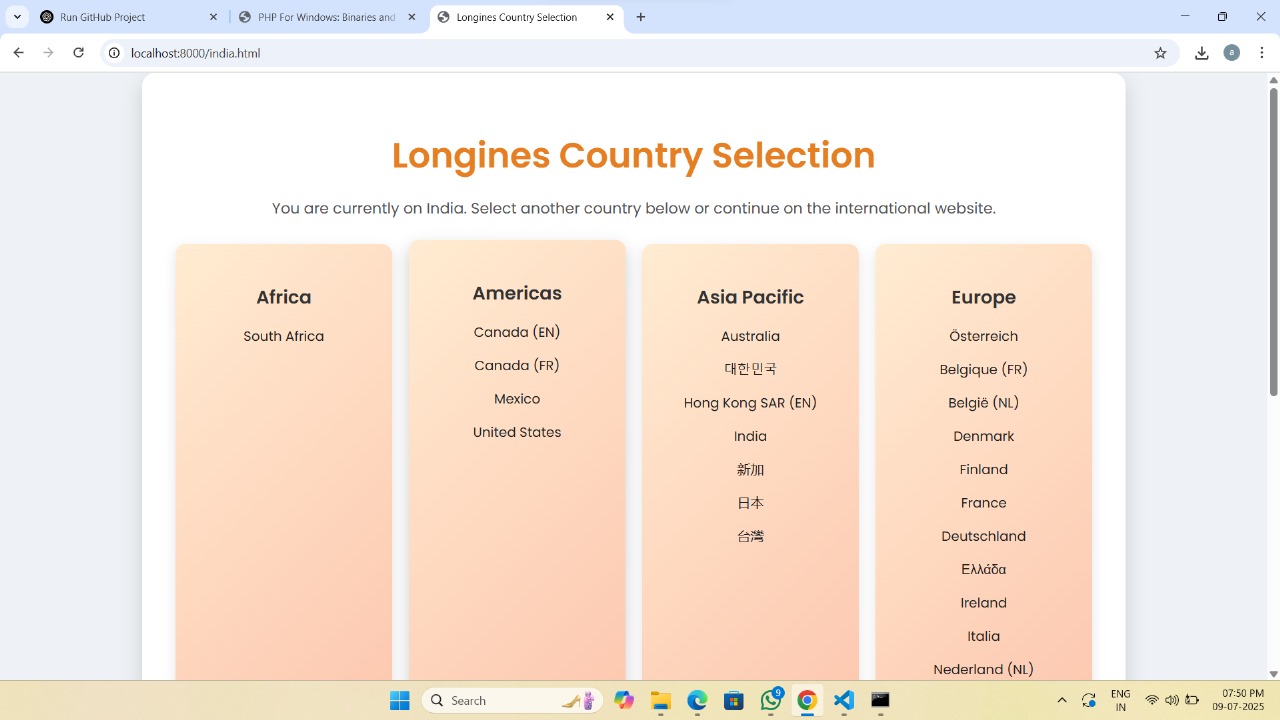 Run GitHub Project
PHP For Windows: Binaries and
Longines Country Selection
localhost:8000/india.html
a
Longines Country Selection
You are currently on India. Select another country below or continue on the international website.
Africa
South Africa
Americas
Canada (EN)
Canada (FR)
Mexico
United States
Asia Pacific
Australia
대한민국
Hong Kong SAR (EN)
India
新加
日本
台灣
Europe
Österreich
Belgique (FR)
België (NL)
Denmark
Finland
France
Deutschland
Ελλάδα
Ireland
Italia
Nederland (NL)
Search
9
ENG
IN
07:50 PM
09-07-2025